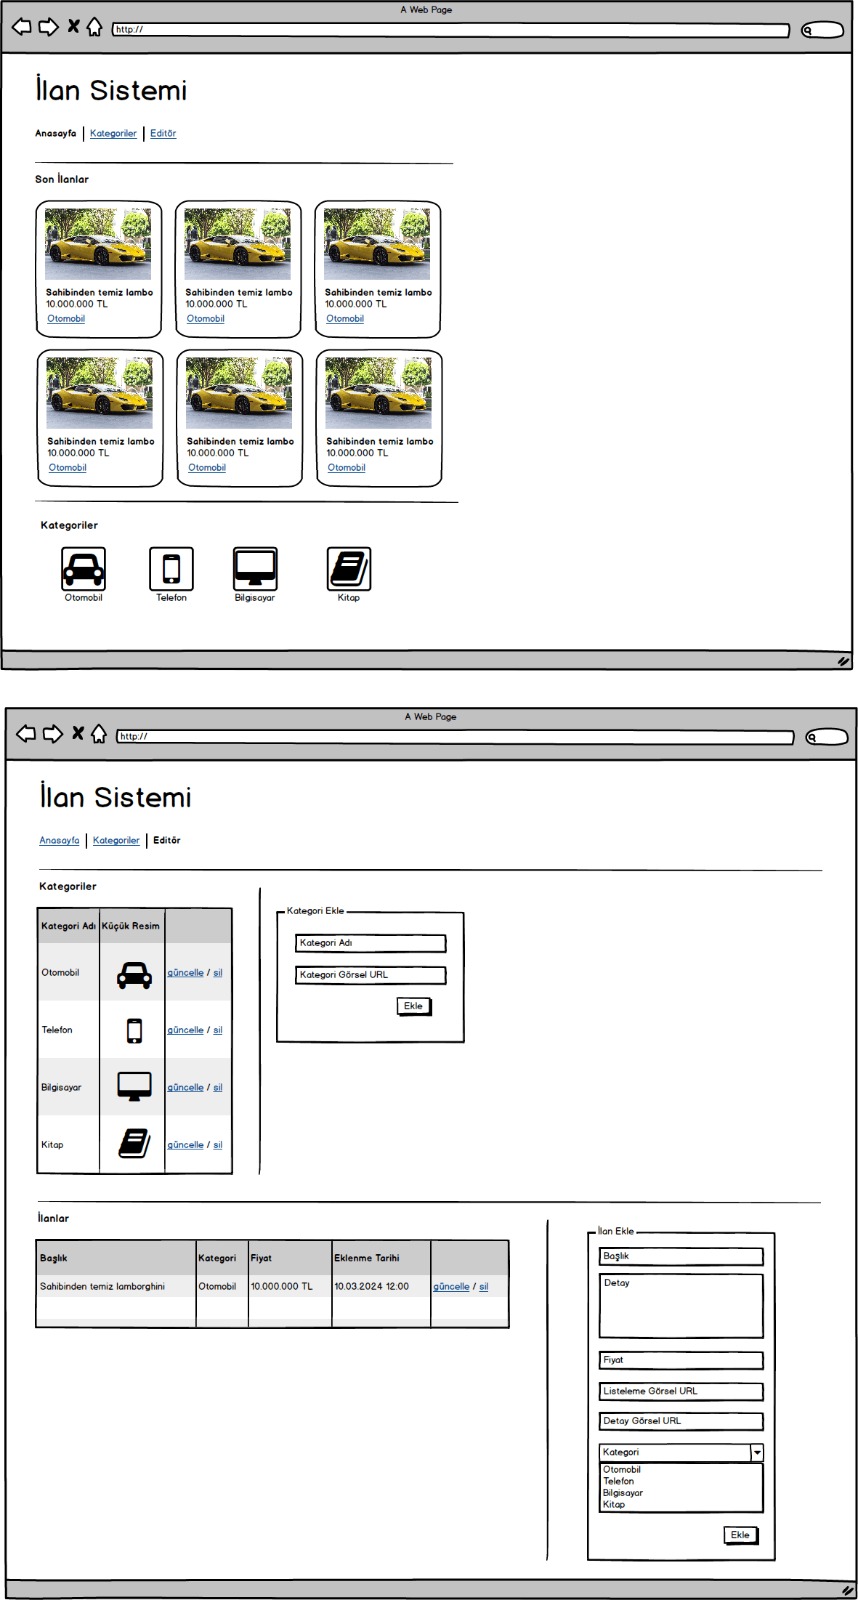 A Web Page
http://
İlan Sistemi
Anasayfa | Kategoriler | Editör
Son İlanlar
Sahibinden temiz lambo Sahibinden temiz lambo Sahibinden temiz lambo
10.000.000 TL 10.000.000 TL 10.000.000 TL
Otomobil Otomobil Otomobil
Sahibinden temiz lambo Sahibinden temiz lambo Sahibinden temiz lambo
10.000.000 TL 10.000.000 TL 10.000.000 TL
Otomobil Otomobil Otomobil
Kategoriler
Otomobil Telefon Bilgisayar Kitap
A Web Page
http://
İlan Sistemi
Anasayfa | Kategoriler | Editör
Kategoriler
Kategori Adı Küçük Resim
Otomobil güncelle / sil
Telefon güncelle / sil
Bilgisayar güncelle / sil
Kitap güncelle / sil
Kategori Ekle
Kategori Adı
Kategori Görsel URL
Ekle
İlanlar
Başlık Kategori Fiyat Eklenme Tarihi
Sahibinden temiz lamborghini Otomobil 10.000.000 TL 10.03.2024 12:00 güncelle / sil
İlan Ekle
Başlık
Detay
Fiyat
Listeleme Görsel URL
Detay Görsel URL
Kategori
Otomobil
Telefon
Bilgisayar
Kitap
Ekle